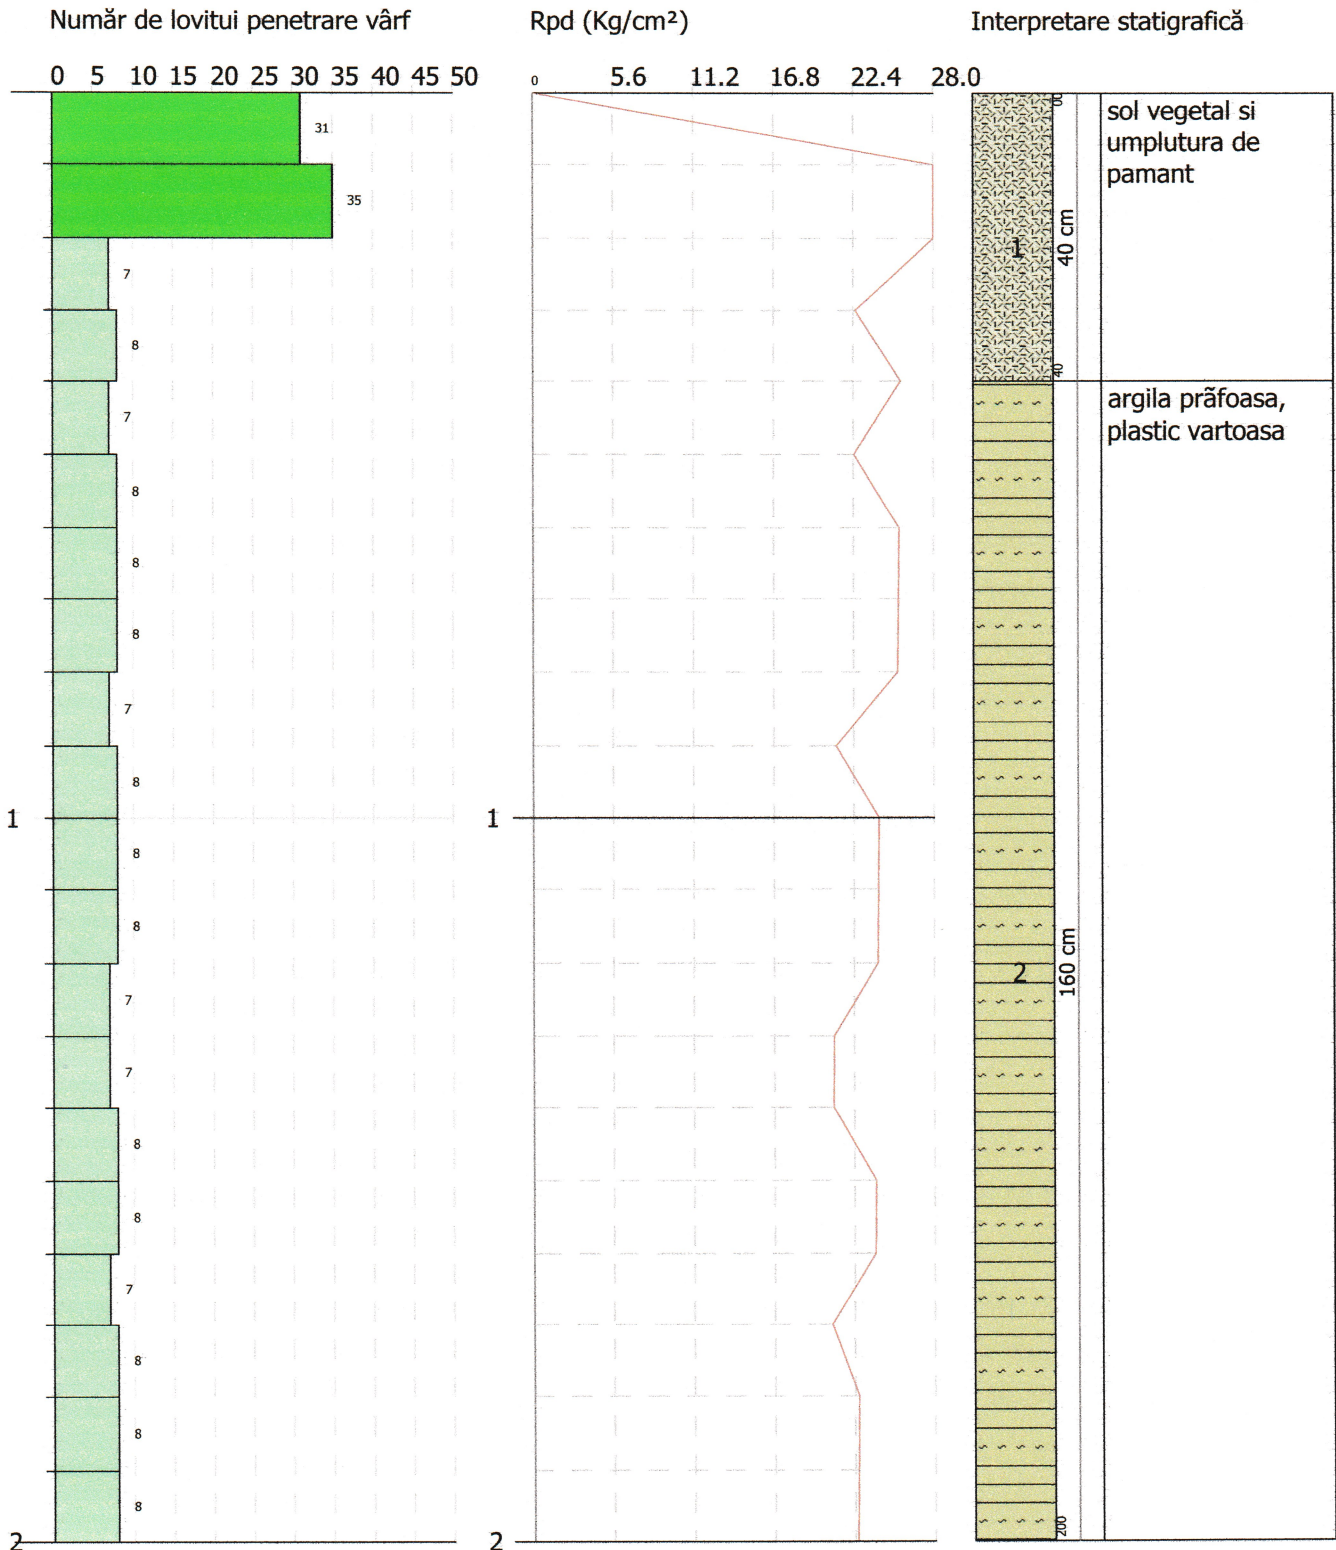 Număr de lovitui penetrare vârf
Rpd (Kg/cm²)
Interpretare statigrafică
0 5 10 15 20 25 30 35 40 45 50
0 5.6 11.2 16.8 22.4 28.0
31
35
7
8
7
8
8
8
7
8
8
8
7
7
8
8
7
8
8
8
1
2
1
2
00
1
40 cm
40
sol vegetal si
umplutura de
pamant
2
160 cm
200
argila prãfoasa,
plastic vartoasa